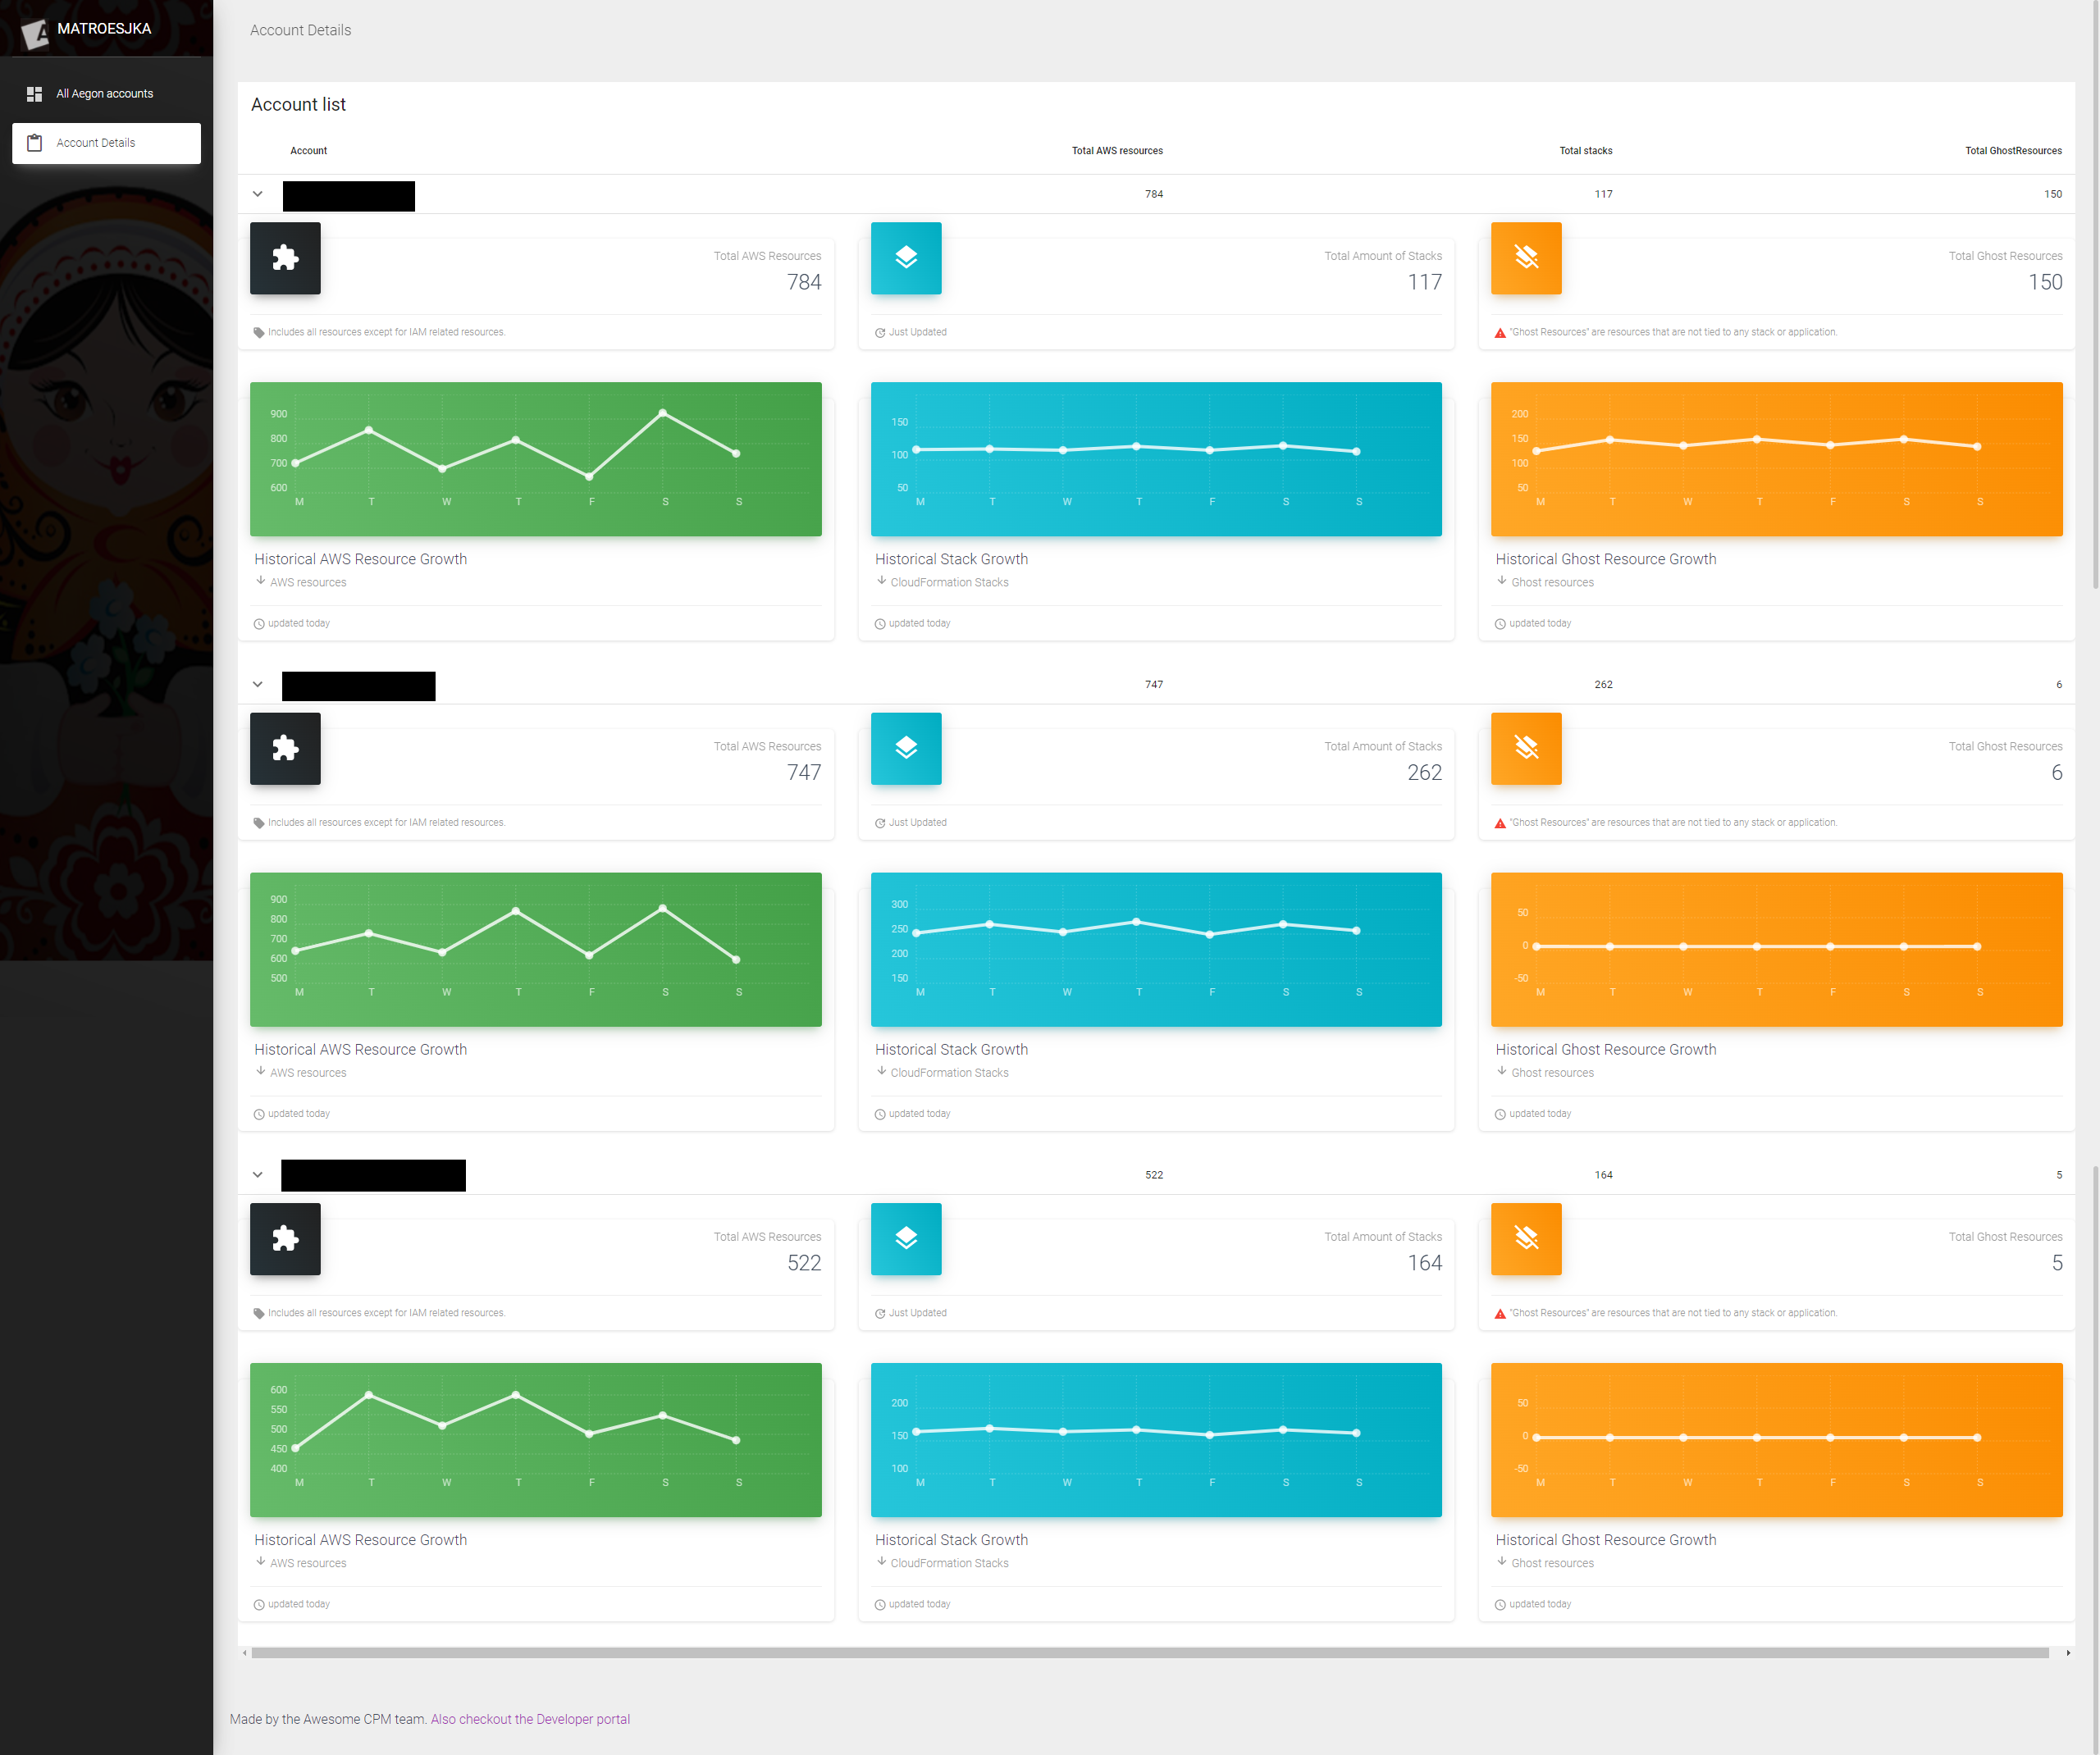 MATROESJKA
All Aegon accounts
Account Details
Account Details
Account list
Account Total AWS resources Total stacks Total GhostResources
784 117 150
Total AWS Resources
784
Includes all resources except for IAM related resources.
Total Amount of Stacks
117
Just Updated
Total Ghost Resources
150
"Ghost Resources" are resources that are not tied to any stack or application.
900
800
700
600
M T W T F S S
Historical AWS Resource Growth
AWS resources
updated today
150
100
50
M T W T F S S
Historical Stack Growth
CloudFormation Stacks
updated today
200
150
100
50
M T W T F S S
Historical Ghost Resource Growth
Ghost resources
updated today
747 262 6
Total AWS Resources
747
Includes all resources except for IAM related resources.
Total Amount of Stacks
262
Just Updated
Total Ghost Resources
6
"Ghost Resources" are resources that are not tied to any stack or application.
900
800
700
600
500
M T W T F S S
Historical AWS Resource Growth
AWS resources
updated today
300
250
200
150
M T W T F S S
Historical Stack Growth
CloudFormation Stacks
updated today
50
0
-50
M T W T F S S
Historical Ghost Resource Growth
Ghost resources
updated today
522 164 5
Total AWS Resources
522
Includes all resources except for IAM related resources.
Total Amount of Stacks
164
Just Updated
Total Ghost Resources
5
"Ghost Resources" are resources that are not tied to any stack or application.
600
550
500
450
400
M T W T F S S
Historical AWS Resource Growth
AWS resources
updated today
200
150
100
M T W T F S S
Historical Stack Growth
CloudFormation Stacks
updated today
50
0
-50
M T W T F S S
Historical Ghost Resource Growth
Ghost resources
updated today
Made by the Awesome CPM team. Also checkout the Developer portal